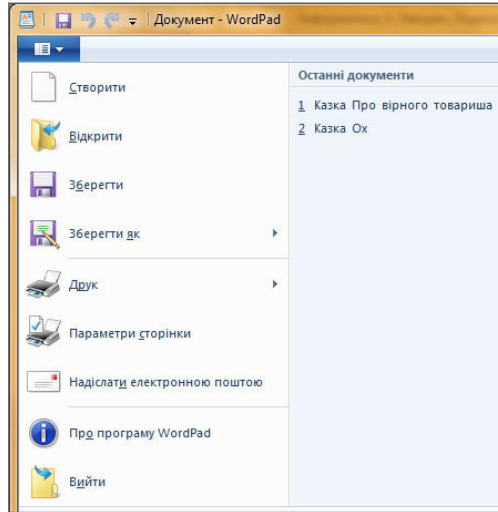 Документ - WordPad
Створити
Відкрити
Зберегти
Зберегти як
Друк
Параметри сторінки
Надіслати електронною поштою
Про програму WordPad
Вийти
Останні документи
1 Казка Про вірного товариша
2 Казка Ох